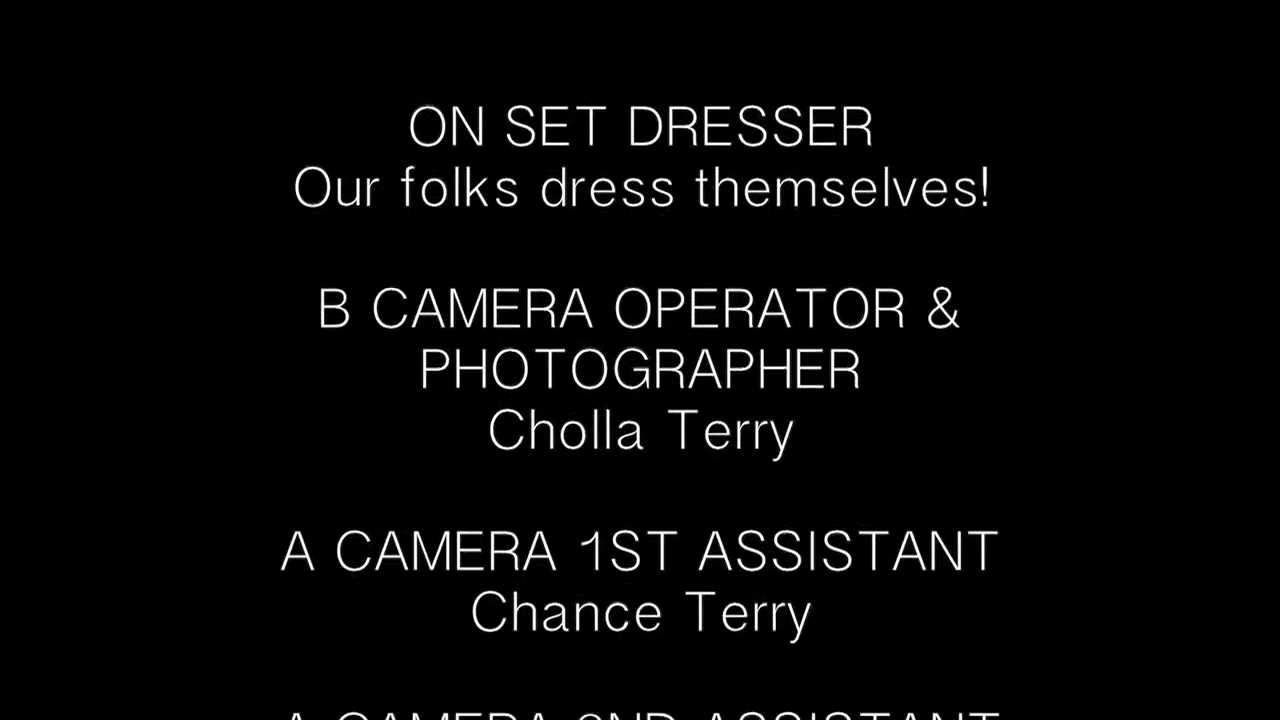 ON SET DRESSER
Our folks dress themselves!
B CAMERA OPERATOR &
PHOTOGRAPHER
Cholla Terry
A CAMERA 1ST ASSISTANT
Chance Terry
A CAMERA 2ND ASSISTANT